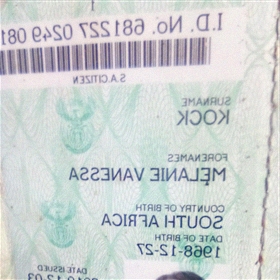 I.D. No. 681227 0249 081
S.A. CITIZEN
SURNAME
KOCK
FORENAMES
MELANIE VANESSA
COUNTRY OF BIRTH
SOUTH AFRICA
DATE OF BIRTH
1968-12-27
DATE ISSUED